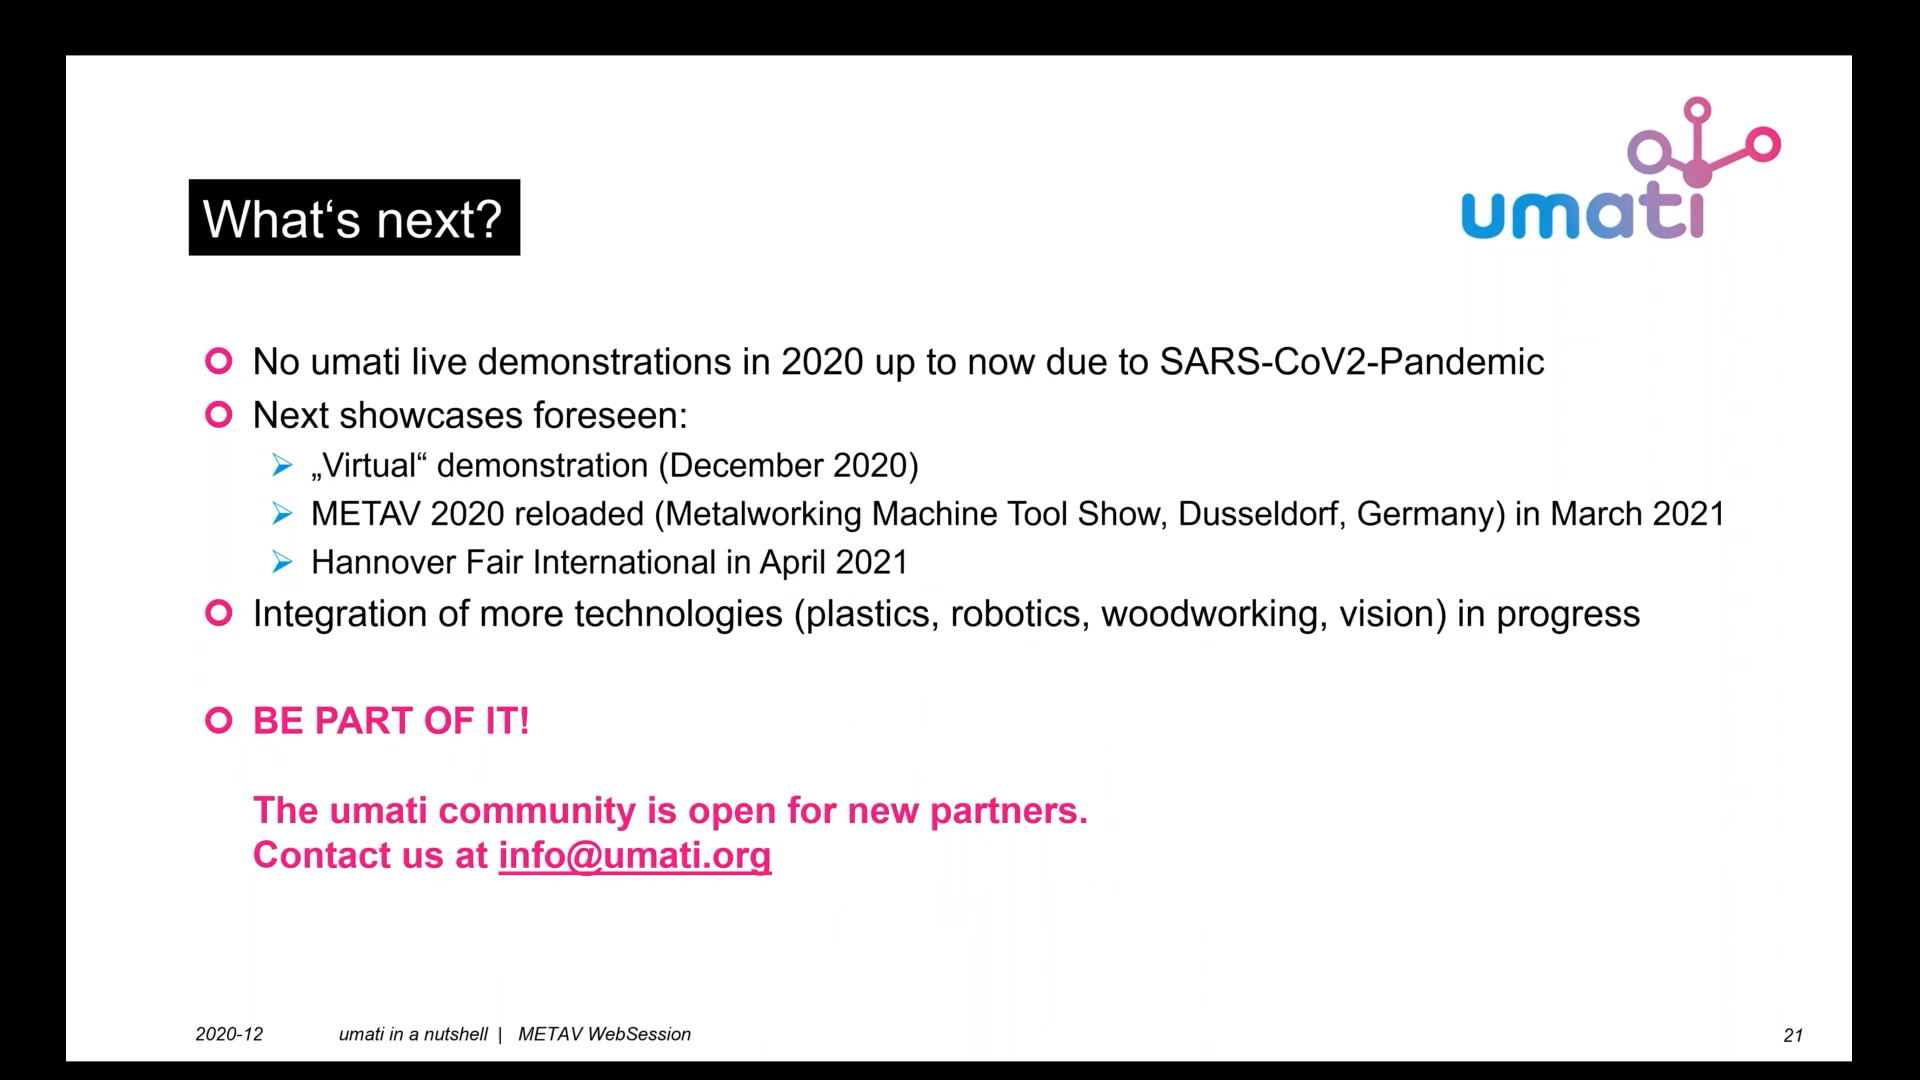 umati
What‘s next?
No umati live demonstrations in 2020 up to now due to SARS-CoV2-Pandemic
Next showcases foreseen:
„Virtual“ demonstration (December 2020)
METAV 2020 reloaded (Metalworking Machine Tool Show, Dusseldorf, Germany) in March 2021
Hannover Fair International in April 2021
Integration of more technologies (plastics, robotics, woodworking, vision) in progress
BE PART OF IT!
The umati community is open for new partners.
Contact us at info@umati.org
2020-12 umati in a nutshell | METAV WebSession 21